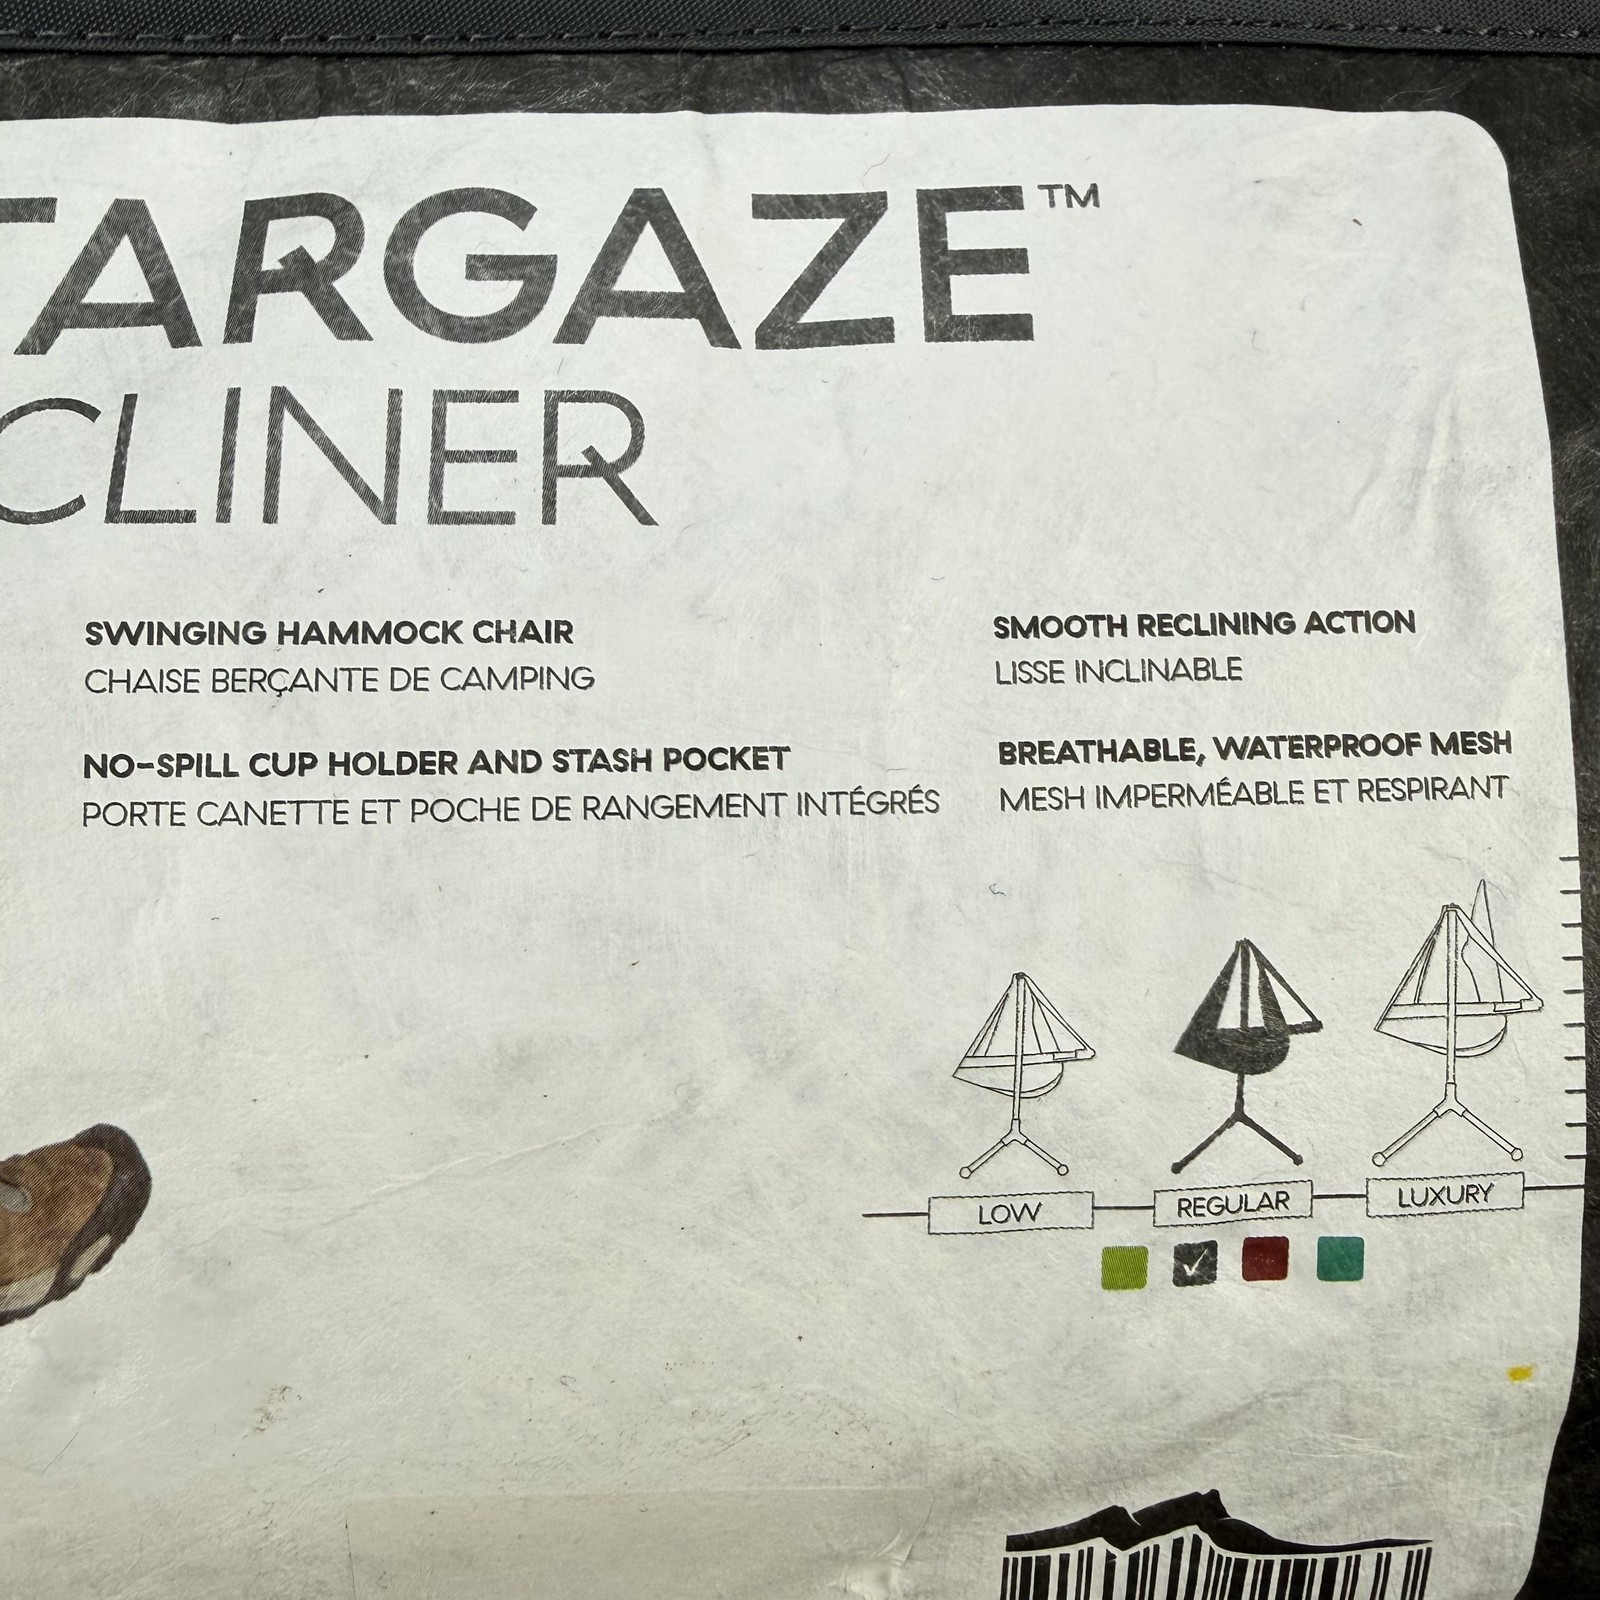 TARGAZE™
CLINER
SWINGING HAMMOCK CHAIR
CHAISE BERÇANTE DE CAMPING
SMOOTH RECLINING ACTION
LISSE INCLINABLE
NO-SPILL CUP HOLDER AND STASH POCKET
PORTE CANETTE ET POCHE DE RANGEMENT INTÉGRÉS
BREATHABLE, WATERPROOF MESH
MESH IMPERMÉABLE ET RESPIRANT
LOW
REGULAR
LUXURY